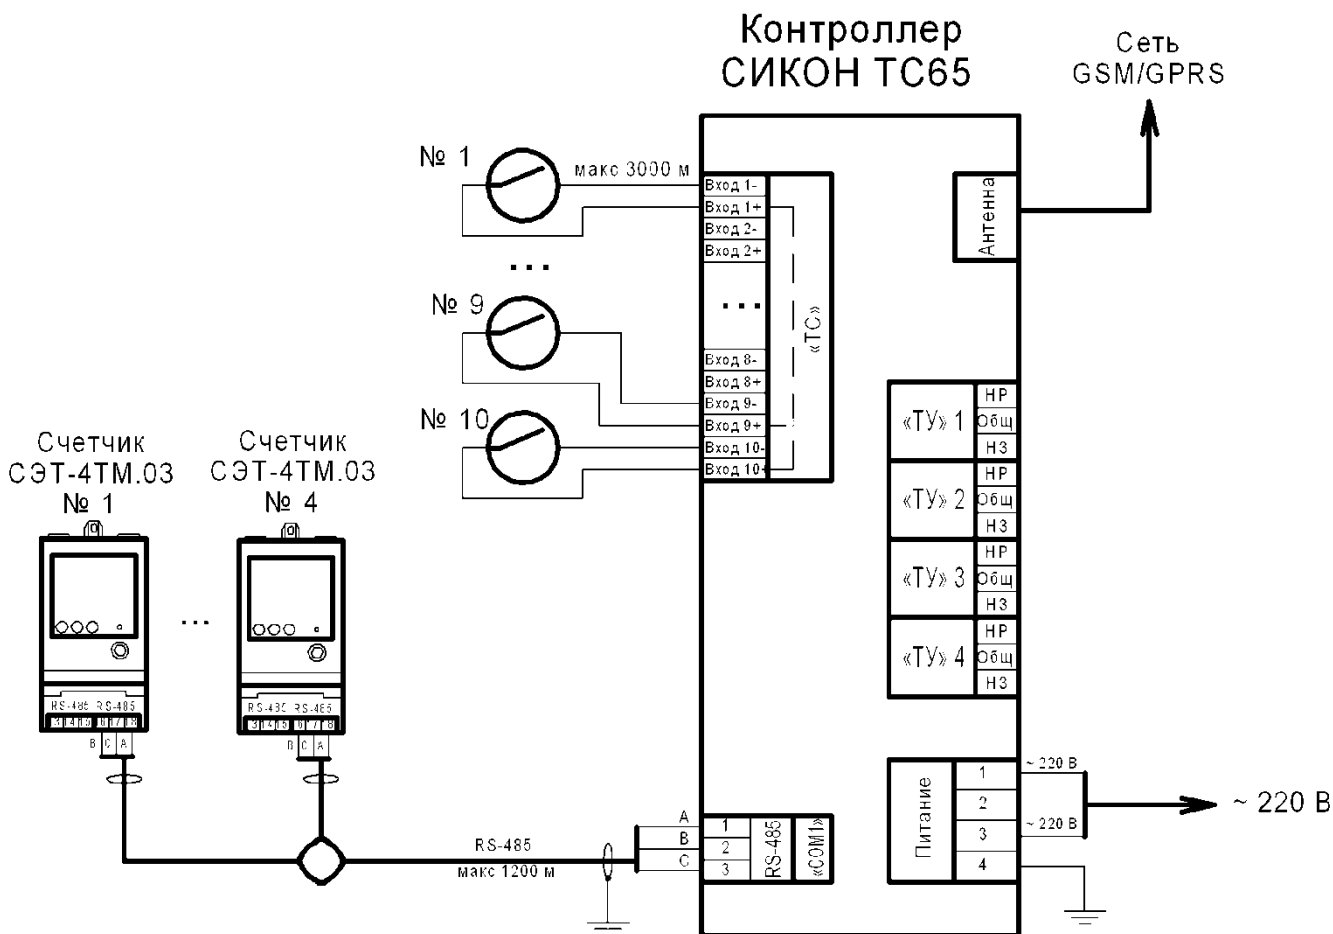 Контроллер
СИКОН ТС65
Сеть
GSM/GPRS
№ 1
макс 3000 м
Вход 1-
Вход 1+
Вход 2-
Вход 2+
...
...
№ 9
Вход 8-
Вход 8+
Вход 9-
Вход 9+
Вход 10-
Вход 10+
«ТС»
№ 10
Антенна
«ТУ» 1
НР
Общ
НЗ
«ТУ» 2
НР
Общ
НЗ
«ТУ» 3
НР
Общ
НЗ
«ТУ» 4
НР
Общ
НЗ
Счетчик
СЭТ-4ТМ.03
№ 1
Счетчик
СЭТ-4ТМ.03
№ 4
...
RS-485 RS-485
B C A
RS-485 RS-485
B C A
RS-485
макс 1200 м
A
B
C
1
2
3
RS-485
«COM1»
Питание
1
2
3
4
~ 220 В
~ 220 В
~ 220 В